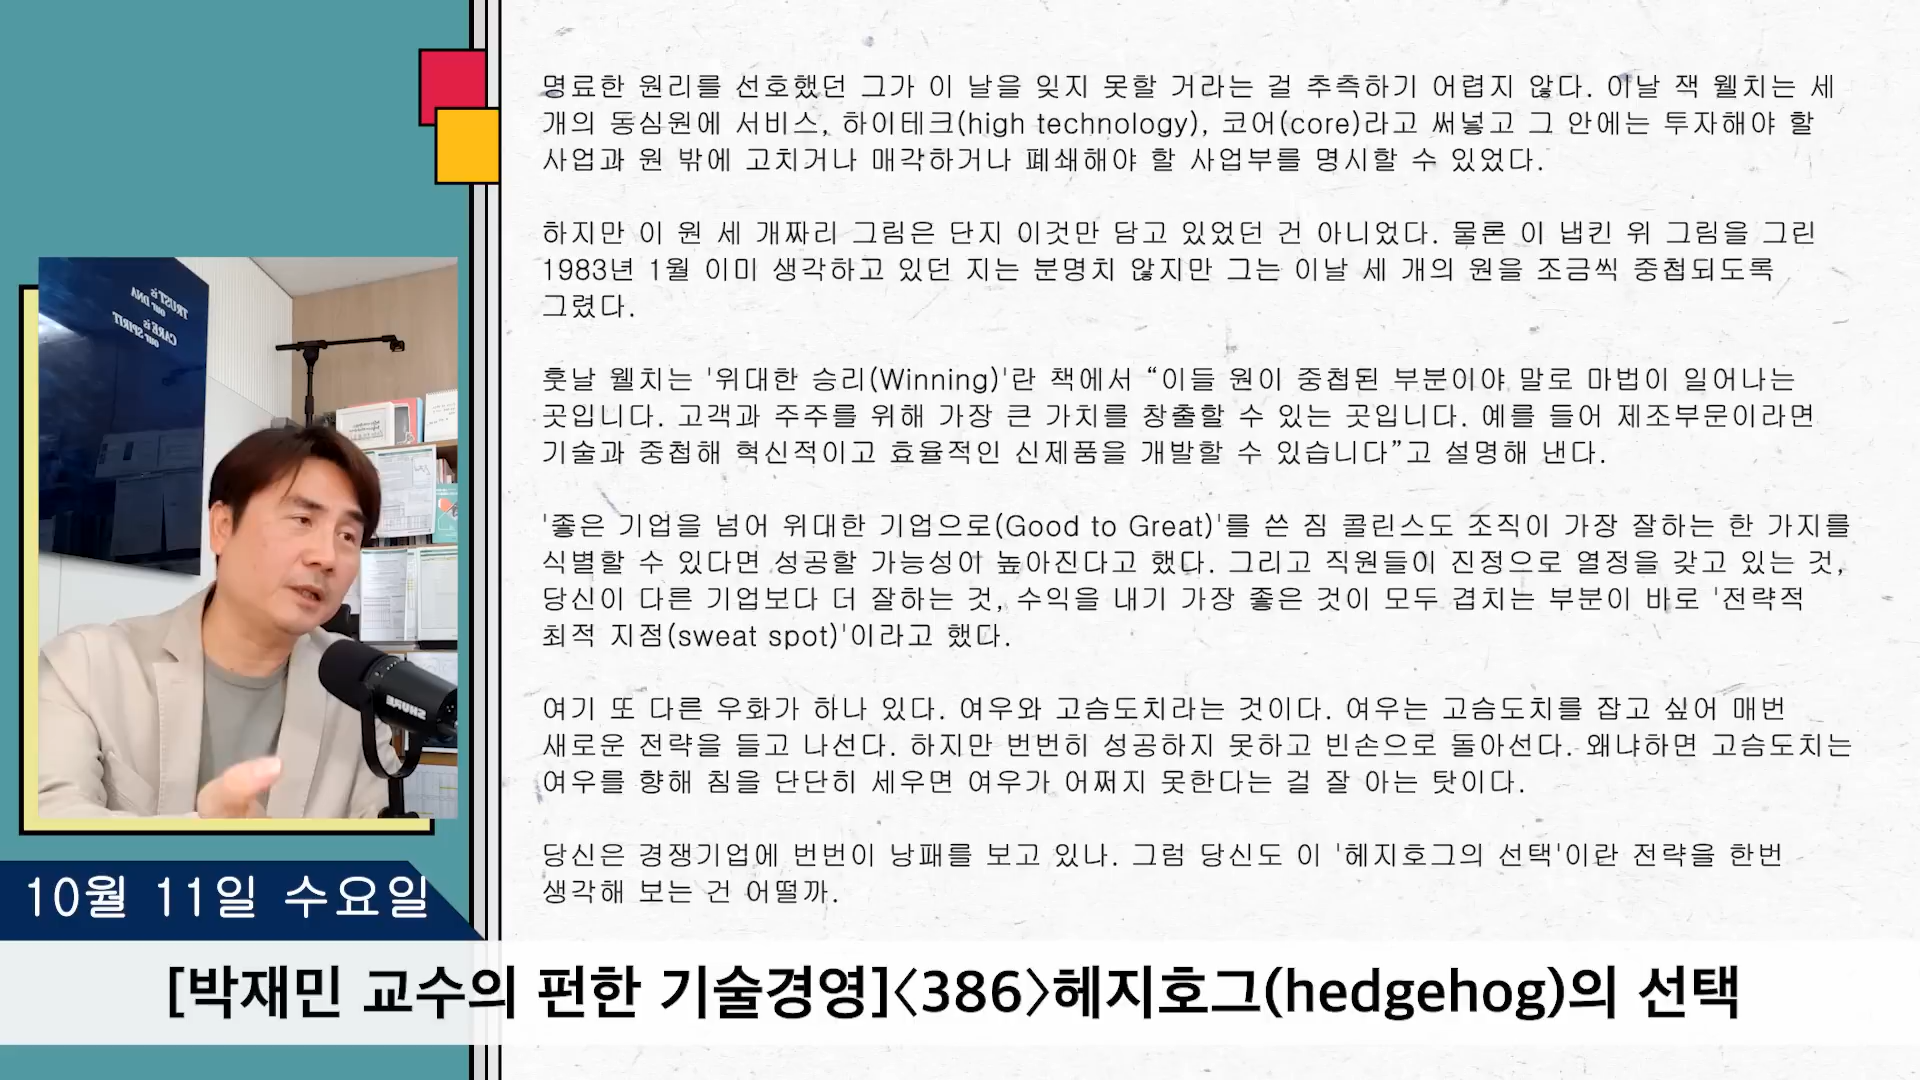 명료한 원리를 선호했던 그가 이 날을 잊지 못할 거라는 걸 추측하기 어렵지 않다. 이날 잭 웰치는 세
개의 동심원에 서비스, 하이테크(high technology), 코어(core)라고 써넣고 그 안에는 투자해야 할
사업과 원 밖에 고치거나 매각하거나 폐쇄해야 할 사업부를 명시할 수 있었다.
하지만 이 원 세 개짜리 그림은 단지 이것만 담고 있었던 건 아니었다. 물론 이 냅킨 위 그림을 그린
1983년 1월 이미 생각하고 있던 지는 분명치 않지만 그는 이날 세 개의 원을 조금씩 중첩되도록
그렸다.
훗날 웰치는 '위대한 승리(Winning)'란 책에서 “이들 원이 중첩된 부분이야 말로 마법이 일어나는
곳입니다. 고객과 주주를 위해 가장 큰 가치를 창출할 수 있는 곳입니다. 예를 들어 제조부문이라면
기술과 중첩해 혁신적이고 효율적인 신제품을 개발할 수 있습니다”고 설명해 낸다.
'좋은 기업을 넘어 위대한 기업으로(Good to Great)'를 쓴 짐 콜린스도 조직이 가장 잘하는 한 가지를
식별할 수 있다면 성공할 가능성이 높아진다고 했다. 그리고 직원들이 진정으로 열정을 갖고 있는 것,
당신이 다른 기업보다 더 잘하는 것, 수익을 내기 가장 좋은 것이 모두 겹치는 부분이 바로 '전략적
최적 지점(sweat spot)'이라고 했다.
여기 또 다른 우화가 하나 있다. 여우와 고슴도치라는 것이다. 여우는 고슴도치를 잡고 싶어 매번
새로운 전략을 들고 나선다. 하지만 번번히 성공하지 못하고 빈손으로 돌아선다. 왜냐하면 고슴도치는
여우를 향해 침을 단단히 세우면 여우가 어쩌지 못한다는 걸 잘 아는 탓이다.
당신은 경쟁기업에 번번이 낭패를 보고 있나. 그럼 당신도 이 '헤지호그의 선택'이란 전략을 한번
생각해 보는 건 어떨까.
TRUST is
our DNA
CARE is
our SPIRIT
SHURE
10월 11일 수요일
[박재민 교수의 펀한 기술경영]〈386〉헤지호그(hedgehog)의 선택